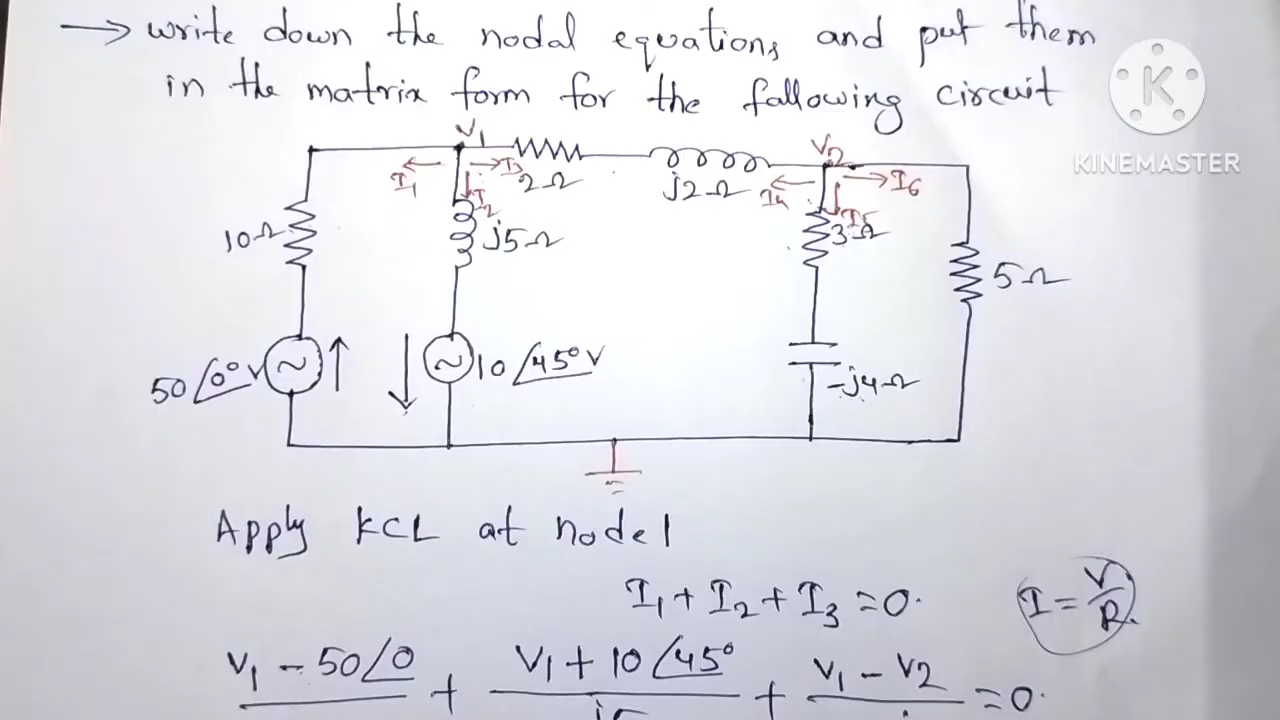 → write down the nodal equations and put them
in the matrix form for the fallowing circuit
K
KINEMASTER
V1
V2
I1
I3
I2
2Ω
j2Ω
I4
I5
I6
10Ω
j5Ω
3Ω
5Ω
50∠0° V
10∠45° V
-j4Ω
Apply KCL at node 1
I1 + I2 + I3 = 0.
I = V/R.
V1 - 50∠0 + V1 + 10∠45° + V1 - V2 = 0.